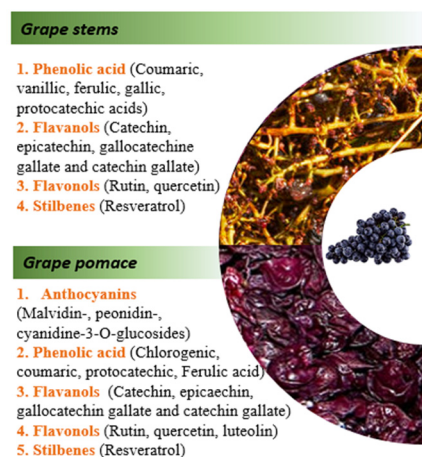 Grape stems
1. Phenolic acid (Coumaric,
vanillic, ferulic, gallic,
protocatechic acids)
2. Flavanols (Catechin,
epicatechin, gallocatechine
gallate and catechin gallate)
3. Flavonols (Rutin, quercetin)
4. Stilbenes (Resveratrol)
Grape pomace
1. Anthocyanins
(Malvidin-, peonidin-,
cyanidine-3-O-glucosides)
2. Phenolic acid (Chlorogenic,
coumaric, protocatechic, Ferulic acid)
3. Flavanols (Catechin, epicaechin,
gallocatechin gallate and catechin gallate)
4. Flavonols (Rutin, quercetin, luteolin)
5. Stilbenes (Resveratrol)